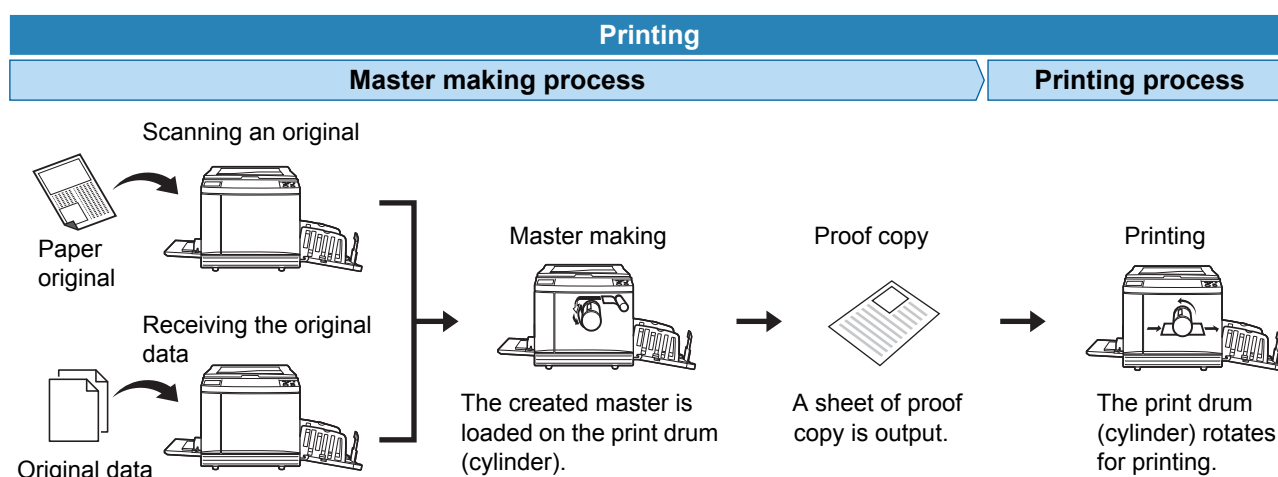 Printing
Master making process
Printing process
Scanning an original
Paper
original
Receiving the original
data
Original data
Master making
The created master is
loaded on the print drum
(cylinder).
Proof copy
A sheet of proof
copy is output.
Printing
The print drum
(cylinder) rotates
for printing.